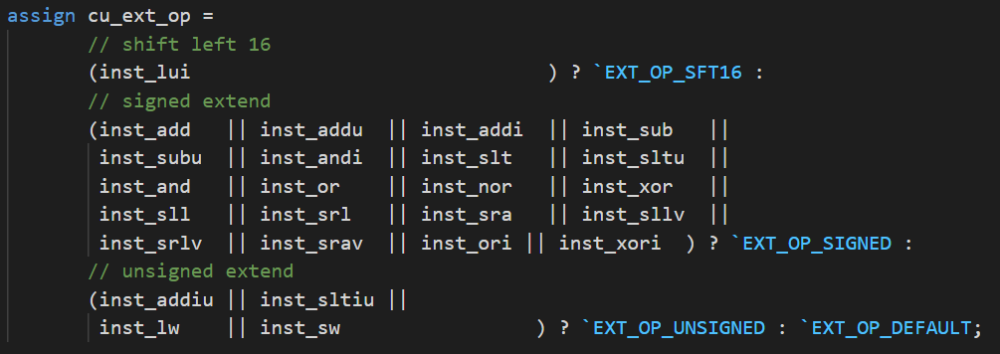 assign cu_ext_op =
// shift left 16
(inst_lui ) ? `EXT_OP_SFT16 :
// signed extend
(inst_add || inst_addu || inst_addi || inst_sub ||
inst_subu || inst_andi || inst_slt || inst_sltu ||
inst_and || inst_or || inst_nor || inst_xor ||
inst_sll || inst_srl || inst_sra || inst_sllv ||
inst_srlv || inst_srav || inst_ori || inst_xori ) ? `EXT_OP_SIGNED :
// unsigned extend
(inst_addiu || inst_sltiu ||
inst_lw || inst_sw ) ? `EXT_OP_UNSIGNED : `EXT_OP_DEFAULT;